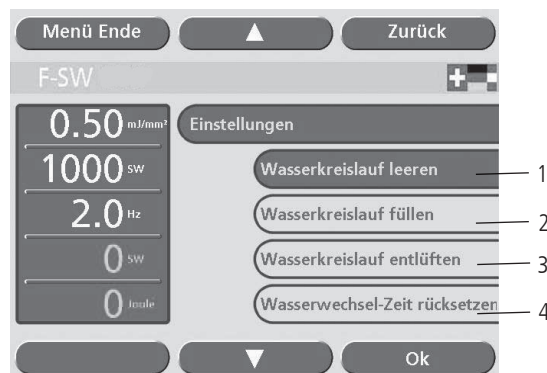 Menü Ende
Zurück
F-SW
0.50 mJ/mm²
Einstellungen
1000 SW
Wasserkreislauf leeren
1
2.0 Hz
Wasserkreislauf füllen
2
0 SW
Wasserkreislauf entlüften
3
0 Joule
Wasserwechsel-Zeit rücksetzen
4
Ok